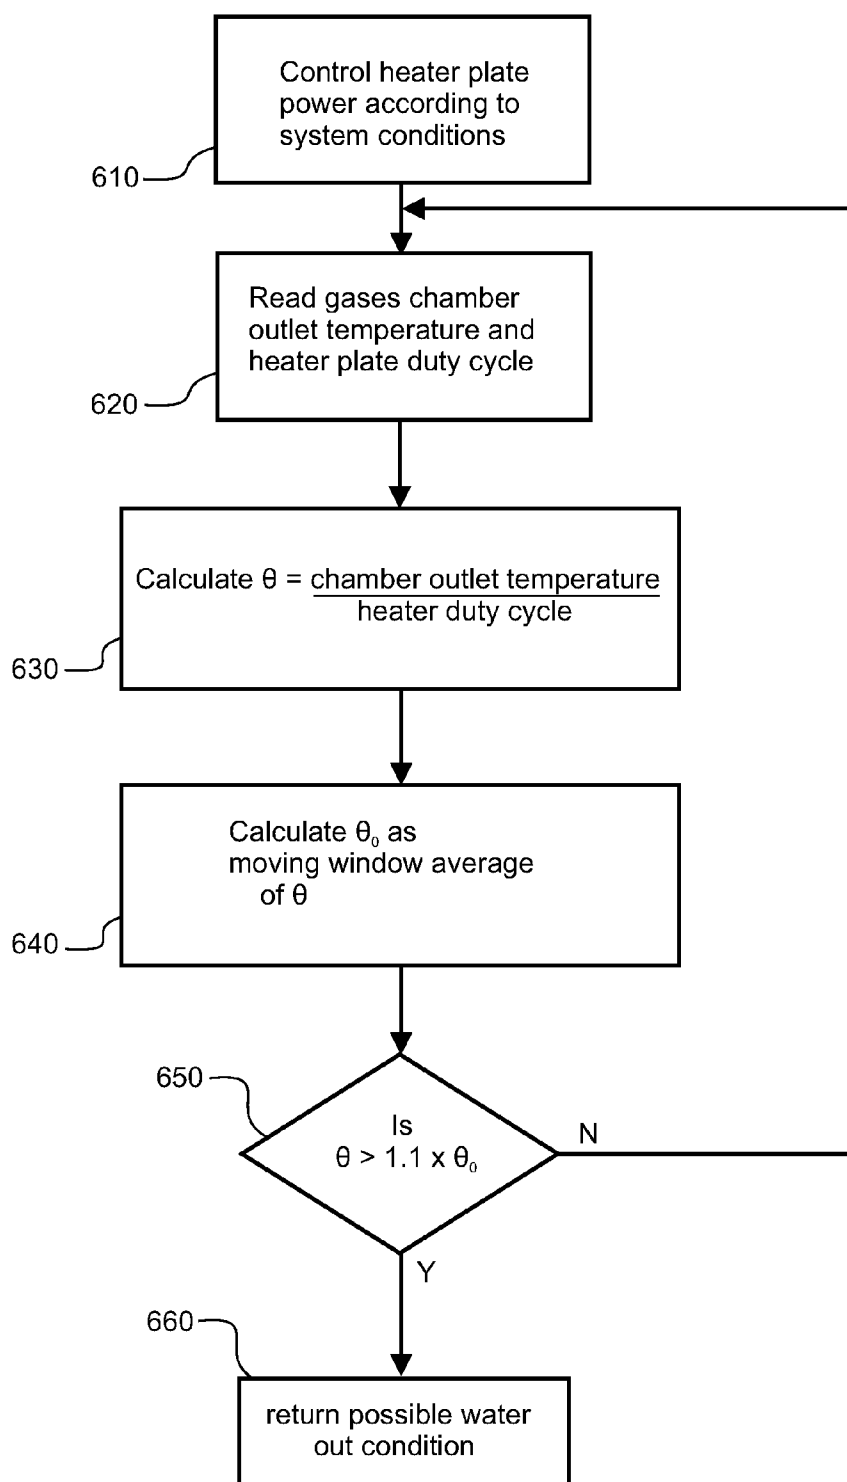 Control heater plate
power according to
system conditions
610
Read gases chamber
outlet temperature and
heater plate duty cycle
620
Calculate θ = chamber outlet temperature
heater duty cycle
630
Calculate θ₀ as
moving window average
of θ
640
650
Is
θ > 1.1 x θ₀
N
Y
660
return possible water
out condition